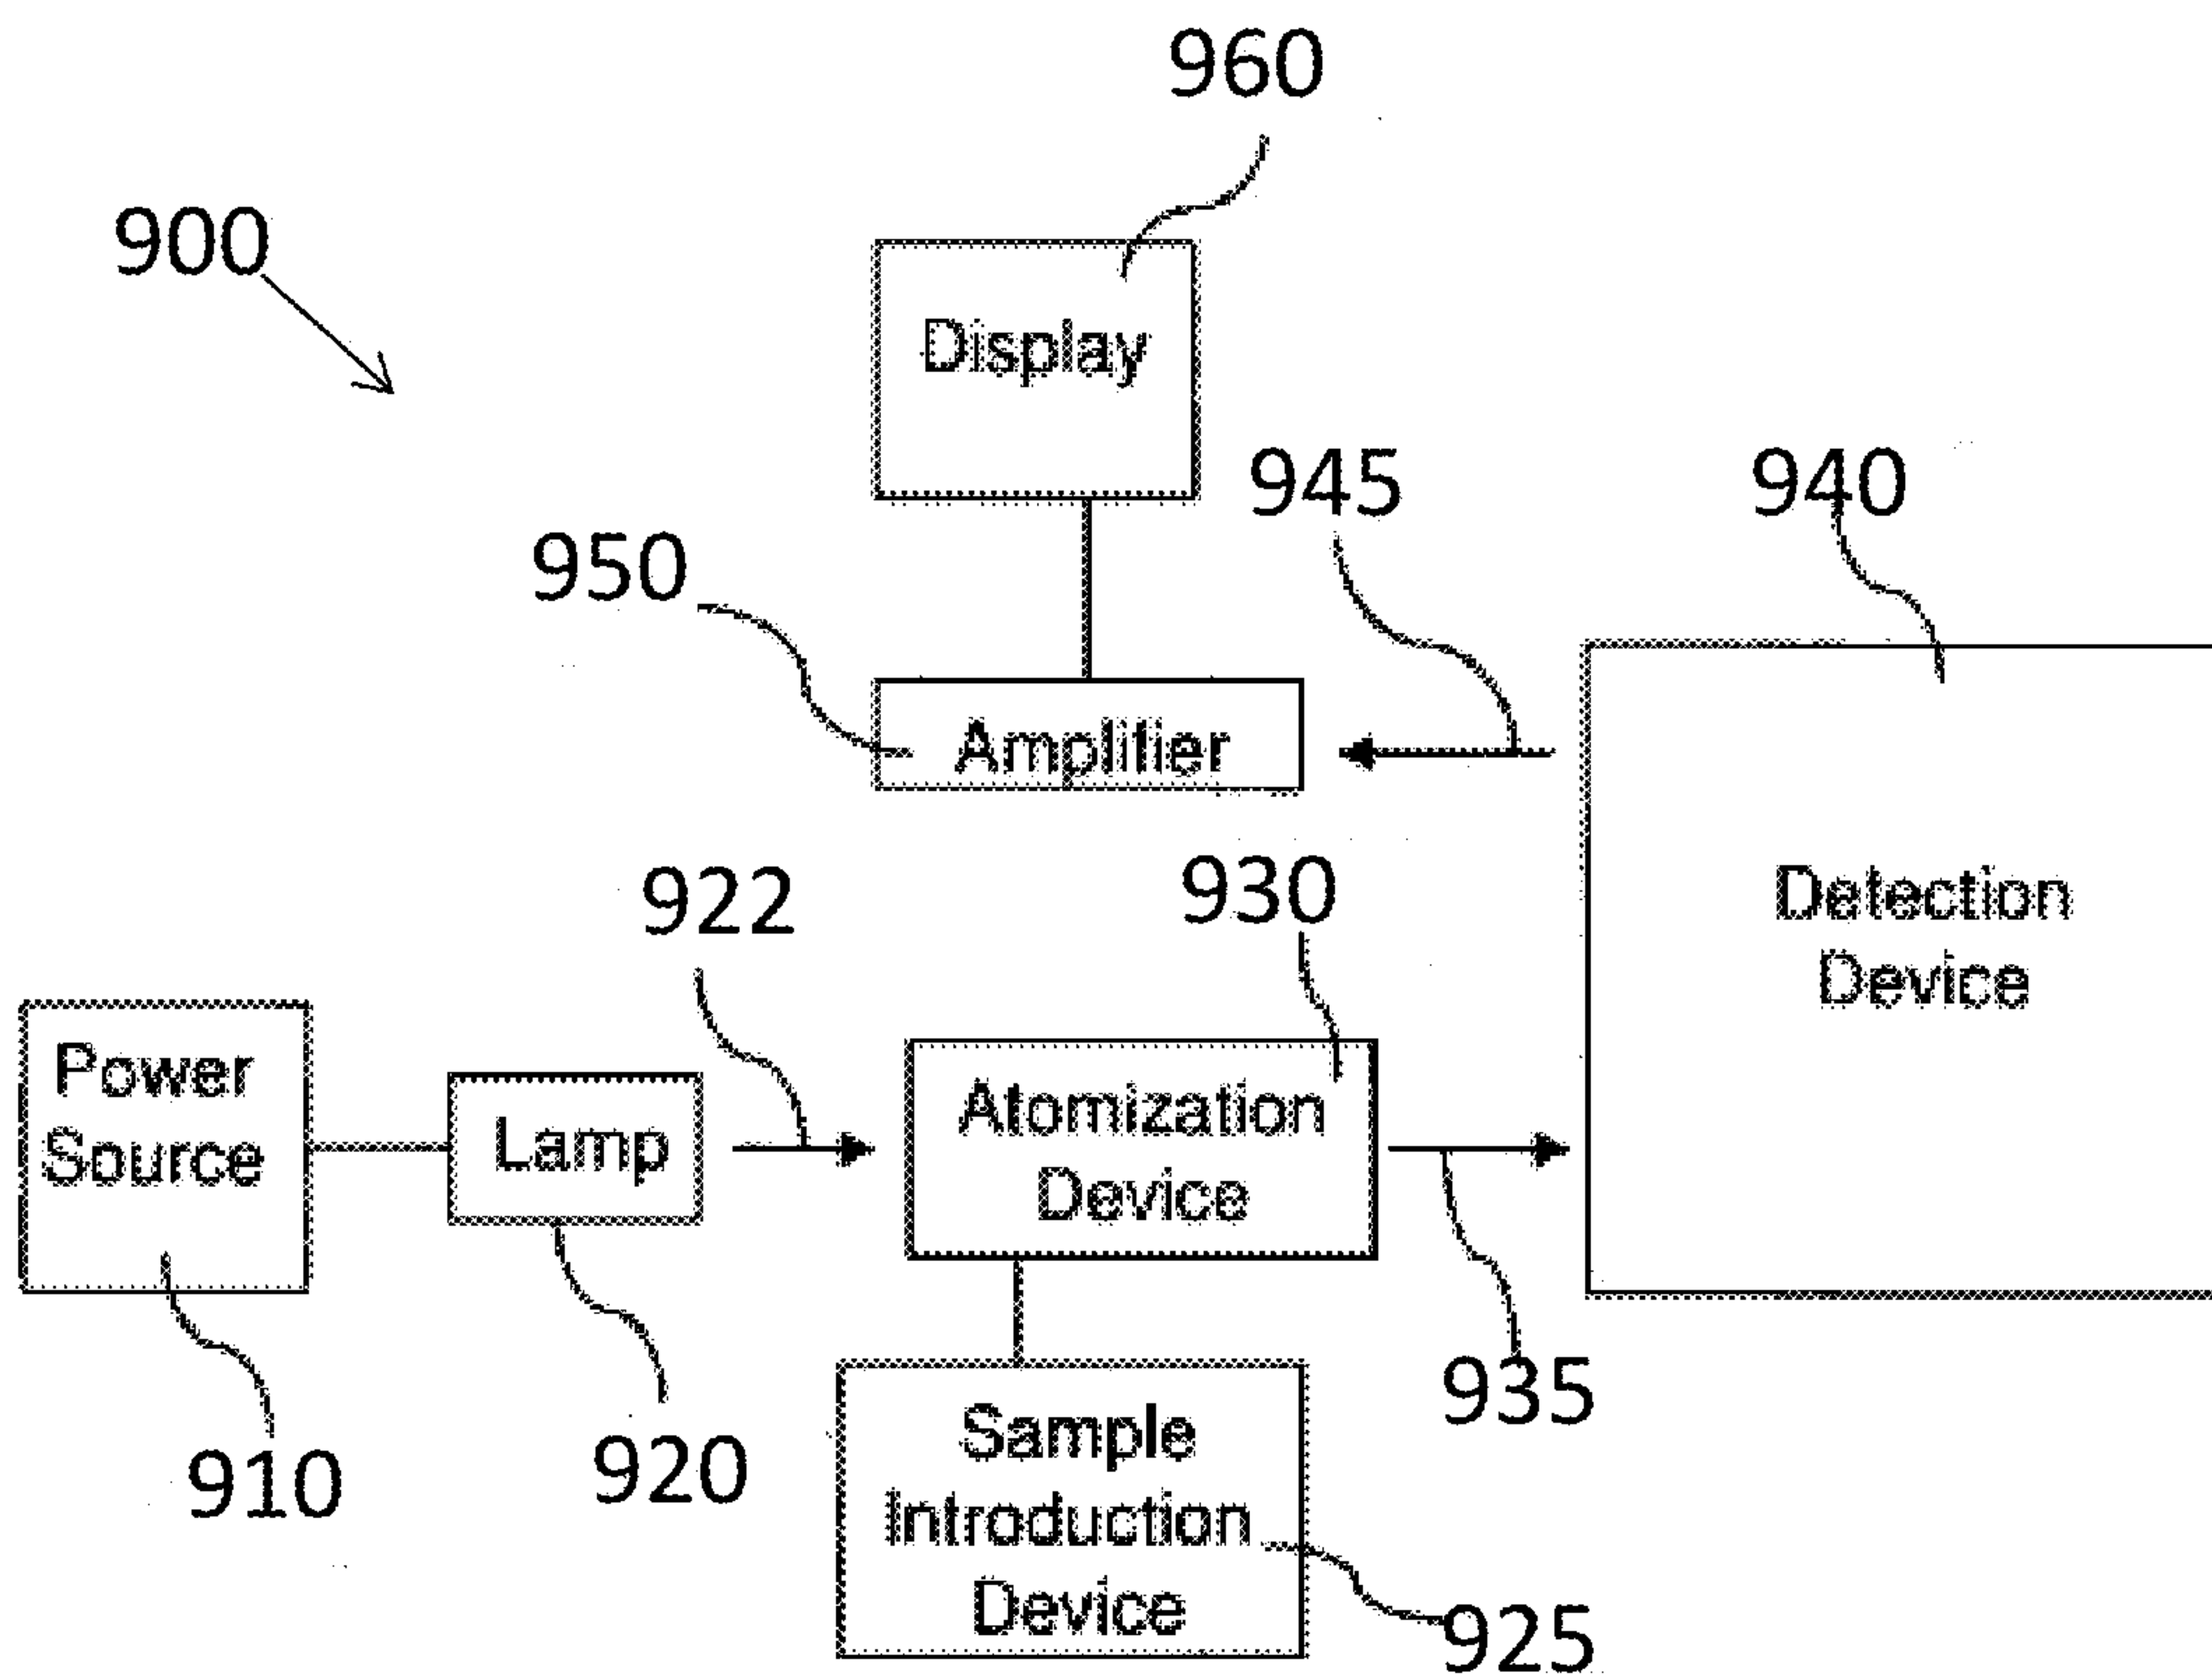 960
900
Display
945
940
950
Amplifier
922
930
Detection
Device
Power
Source
Lamp
Atomization
Device
935
Sample
Introduction
Device
910
920
925